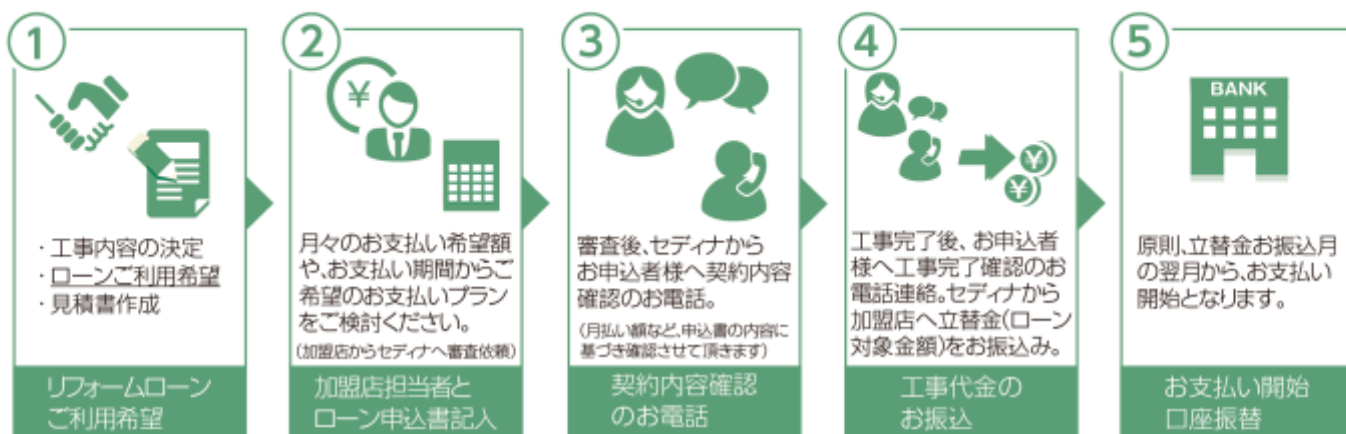 ①
・工事内容の決定
・ローンご利用希望
・見積書作成
リフォームローン
ご利用希望
②
¥
月々のお支払い希望額
や、お支払い期間からご
希望のお支払いプラン
をご検討ください。
(加盟店からセディナへ審査依頼)
加盟店担当者と
ローン申込書記入
③
審査後、セディナから
お申込者様へ契約内容
確認のお電話。
(月払い額など、申込書の内容に
基づき確認させて頂きます)
契約内容確認
のお電話
④
¥
¥
工事完了後、お申込者
様へ工事完了確認のお
電話連絡。セディナから
加盟店へ立替金(ローン
対象金額)をお振込み。
工事代金の
お振込
⑤
BANK
原則、立替金お振込月
の翌月から、お支払い
開始となります。
お支払い開始
口座振替